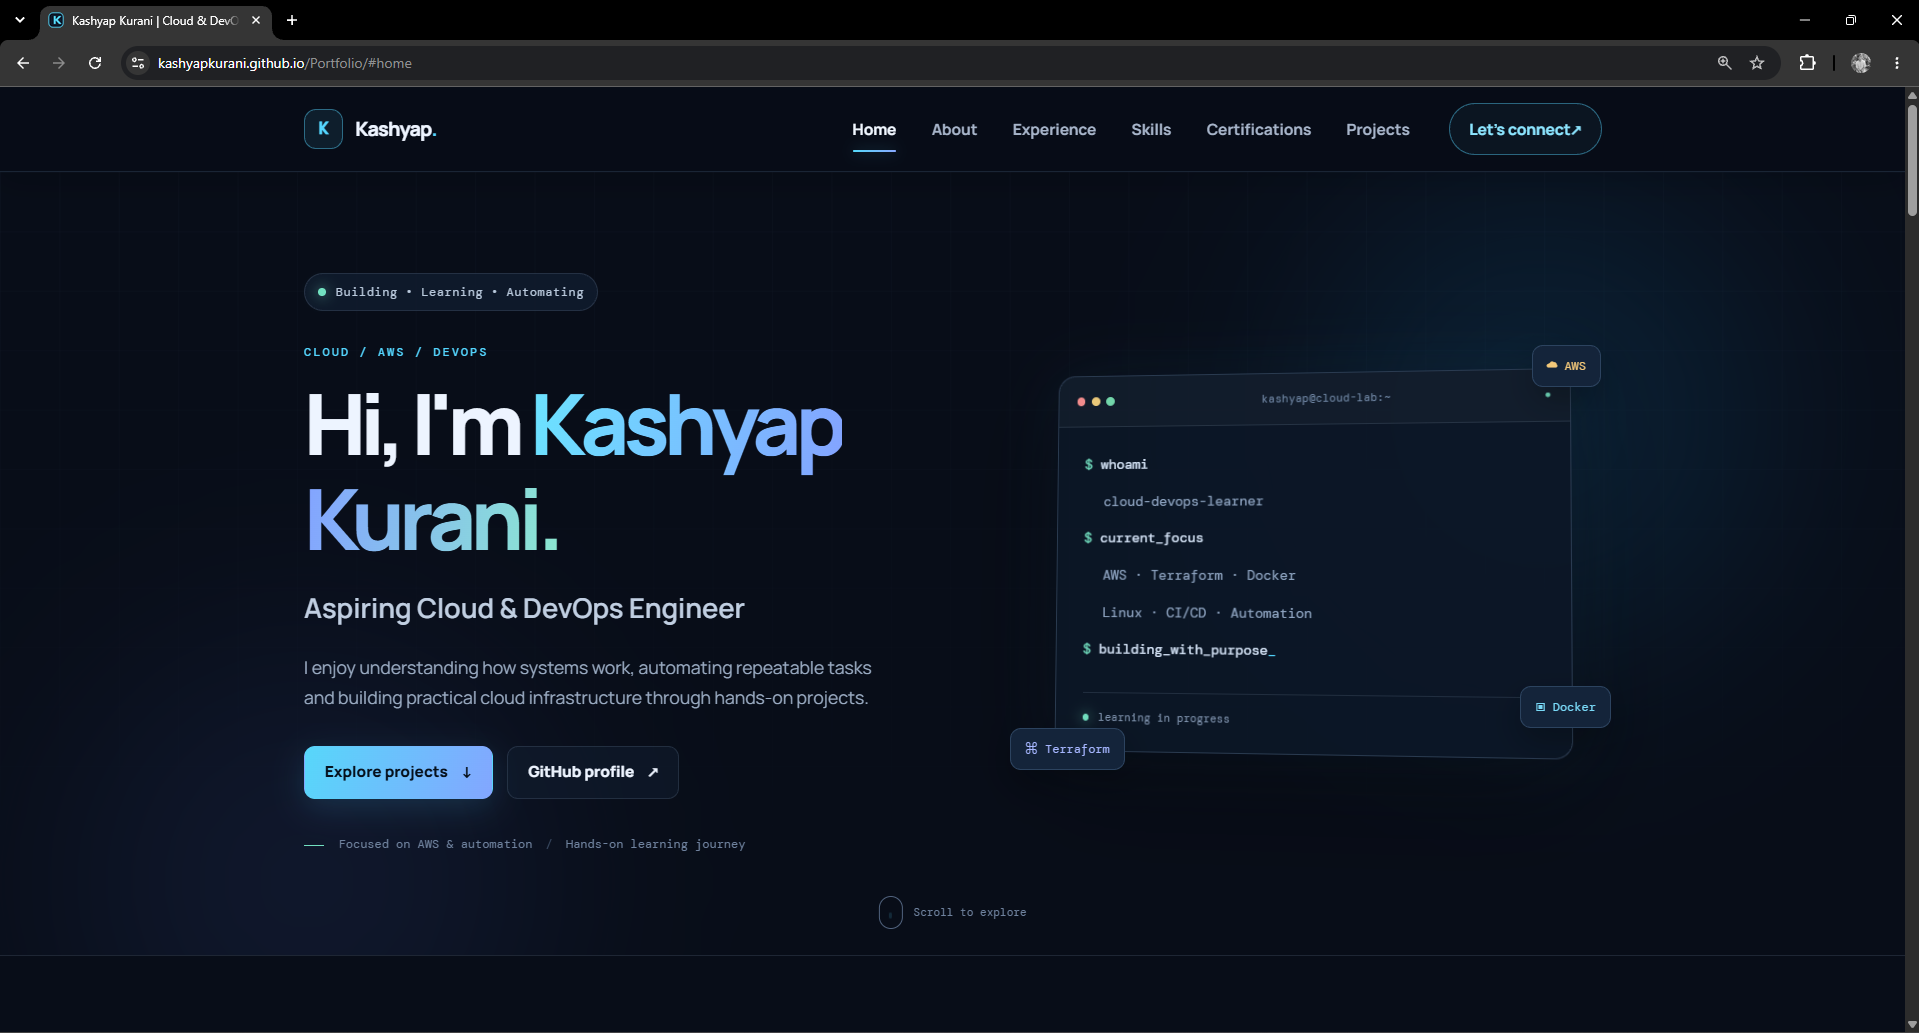 Kashyap Kurani | Cloud & DevO
kashyapkurani.github.io/Portfolio/#home
K
Kashyap.
Home
About
Experience
Skills
Certifications
Projects
Let's connect↗
Building • Learning • Automating
CLOUD / AWS / DEVOPS
Hi, I'm Kashyap
Kurani.
Aspiring Cloud & DevOps Engineer
I enjoy understanding how systems work, automating repeatable tasks
and building practical cloud infrastructure through hands-on projects.
Explore projects ↓
GitHub profile ↗
Focused on AWS & automation / Hands-on learning journey
AWS
kashyap@cloud-lab:~
$ whoami
cloud-devops-learner
$ current_focus
AWS · Terraform · Docker
Linux · CI/CD · Automation
$ building_with_purpose_
learning in progress
Docker
⌘ Terraform
Scroll to explore